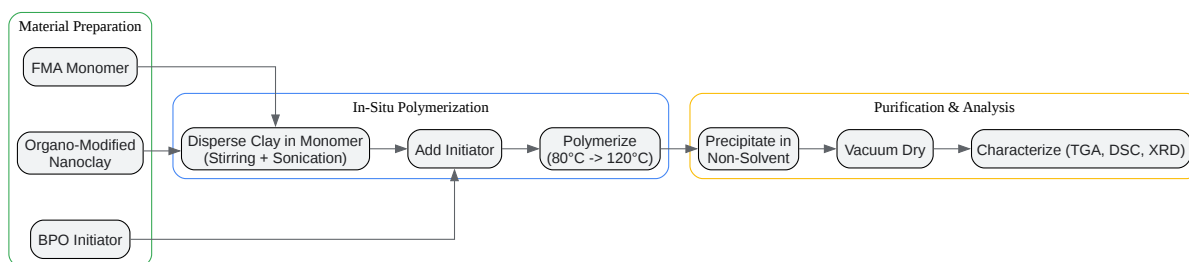 Material Preparation
FMA Monomer
Organo-Modified
Nanoclay
BPO Initiator
In-Situ Polymerization
Disperse Clay in Monomer
(Stirring + Sonication)
Add Initiator
Polymerize
(80°C -> 120°C)
Purification & Analysis
Precipitate in
Non-Solvent
Vacuum Dry
Characterize (TGA, DSC, XRD)